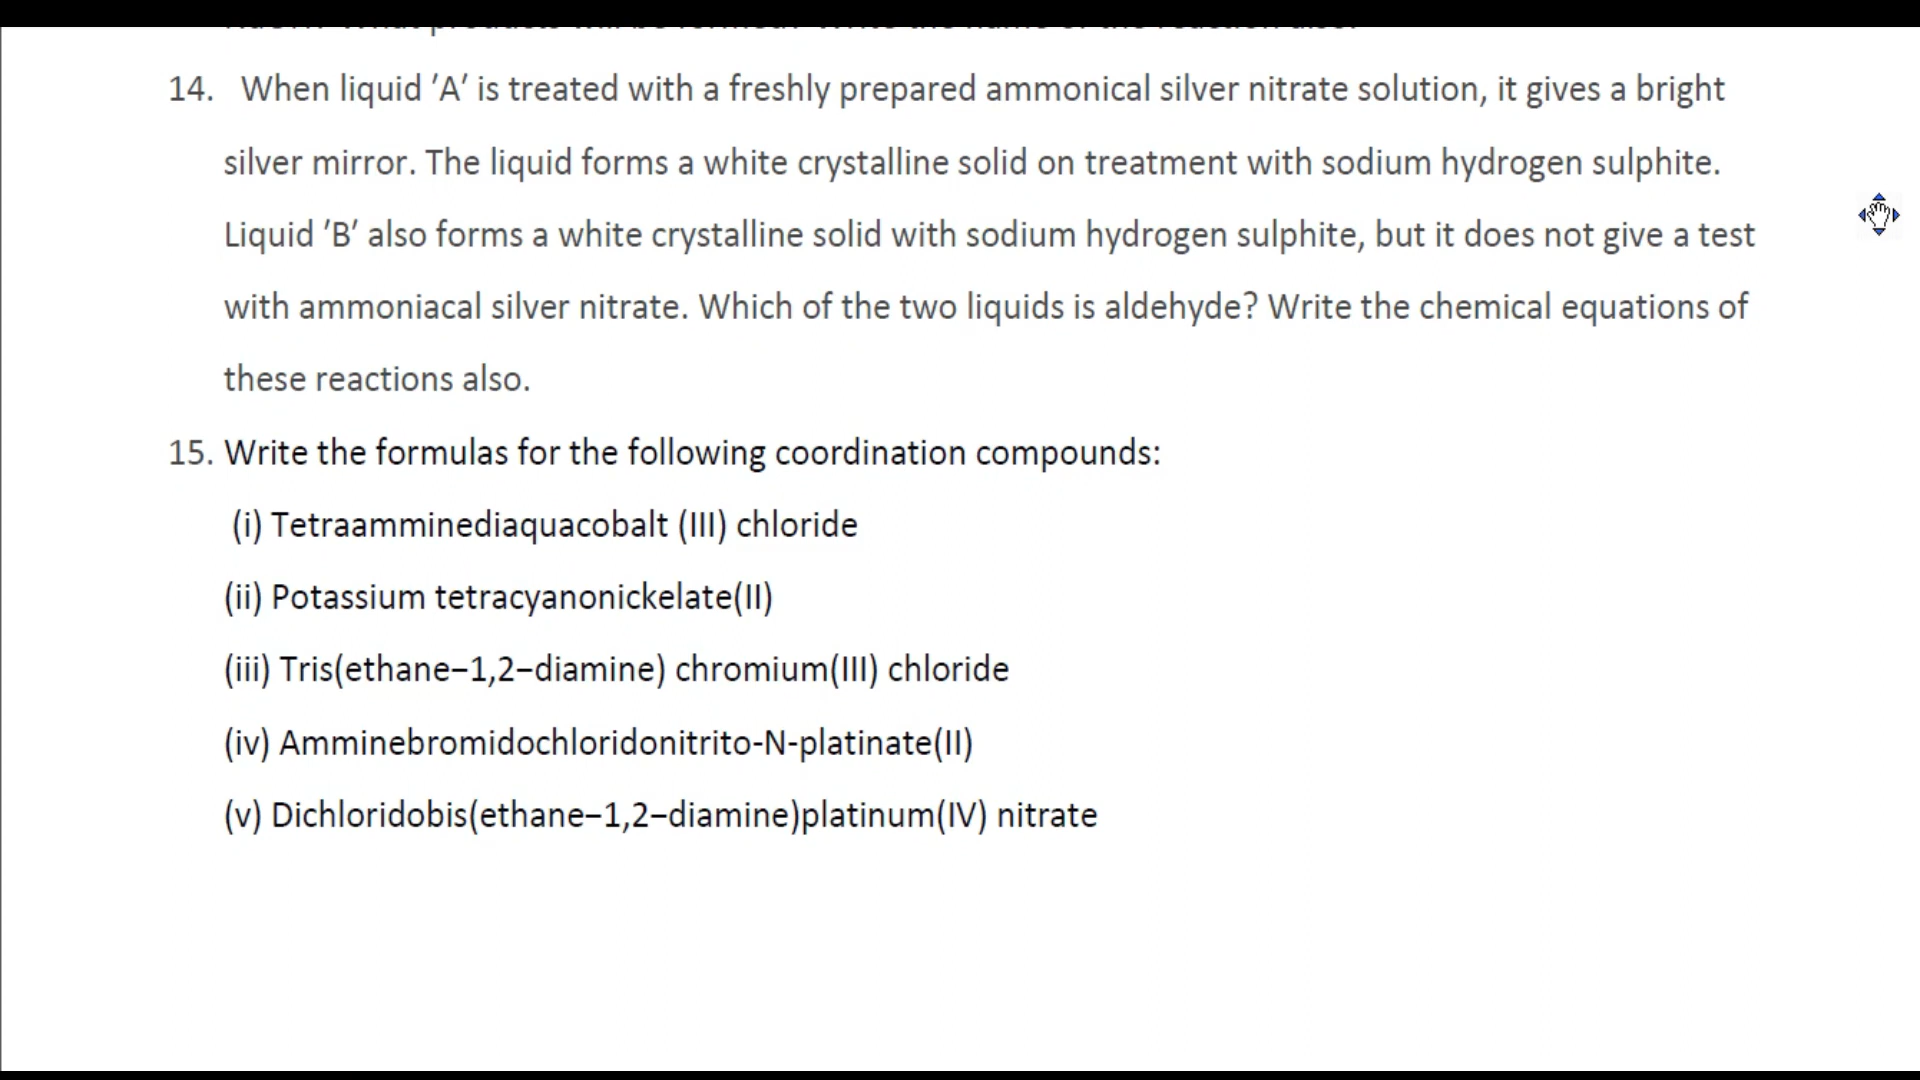 14. When liquid ′A′ is treated with a freshly prepared ammonical silver nitrate solution, it gives a bright
silver mirror. The liquid forms a white crystalline solid on treatment with sodium hydrogen sulphite.
Liquid ′B′ also forms a white crystalline solid with sodium hydrogen sulphite, but it does not give a test
with ammoniacal silver nitrate. Which of the two liquids is aldehyde? Write the chemical equations of
these reactions also.
15. Write the formulas for the following coordination compounds:
(i) Tetraamminediaquacobalt (III) chloride
(ii) Potassium tetracyanonickelate(II)
(iii) Tris(ethane–1,2–diamine) chromium(III) chloride
(iv) Amminebromidochloridonitrito-N-platinate(II)
(v) Dichloridobis(ethane–1,2–diamine)platinum(IV) nitrate